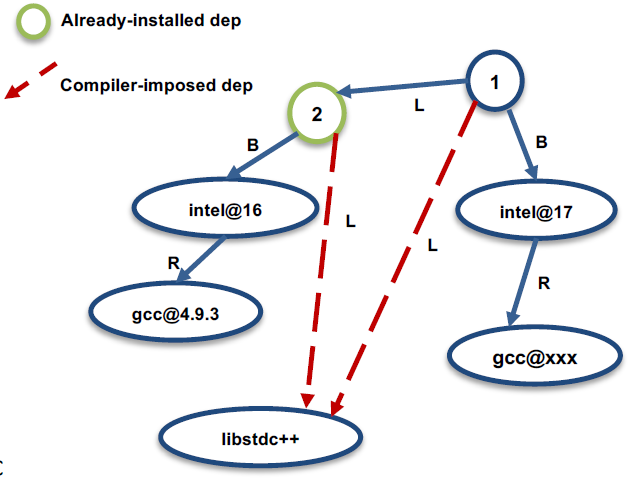 Already-installed dep
Compiler-imposed dep
1
2
L
B
B
intel@16
intel@17
L
L
R
R
gcc@4.9.3
gcc@xxx
libstdc++